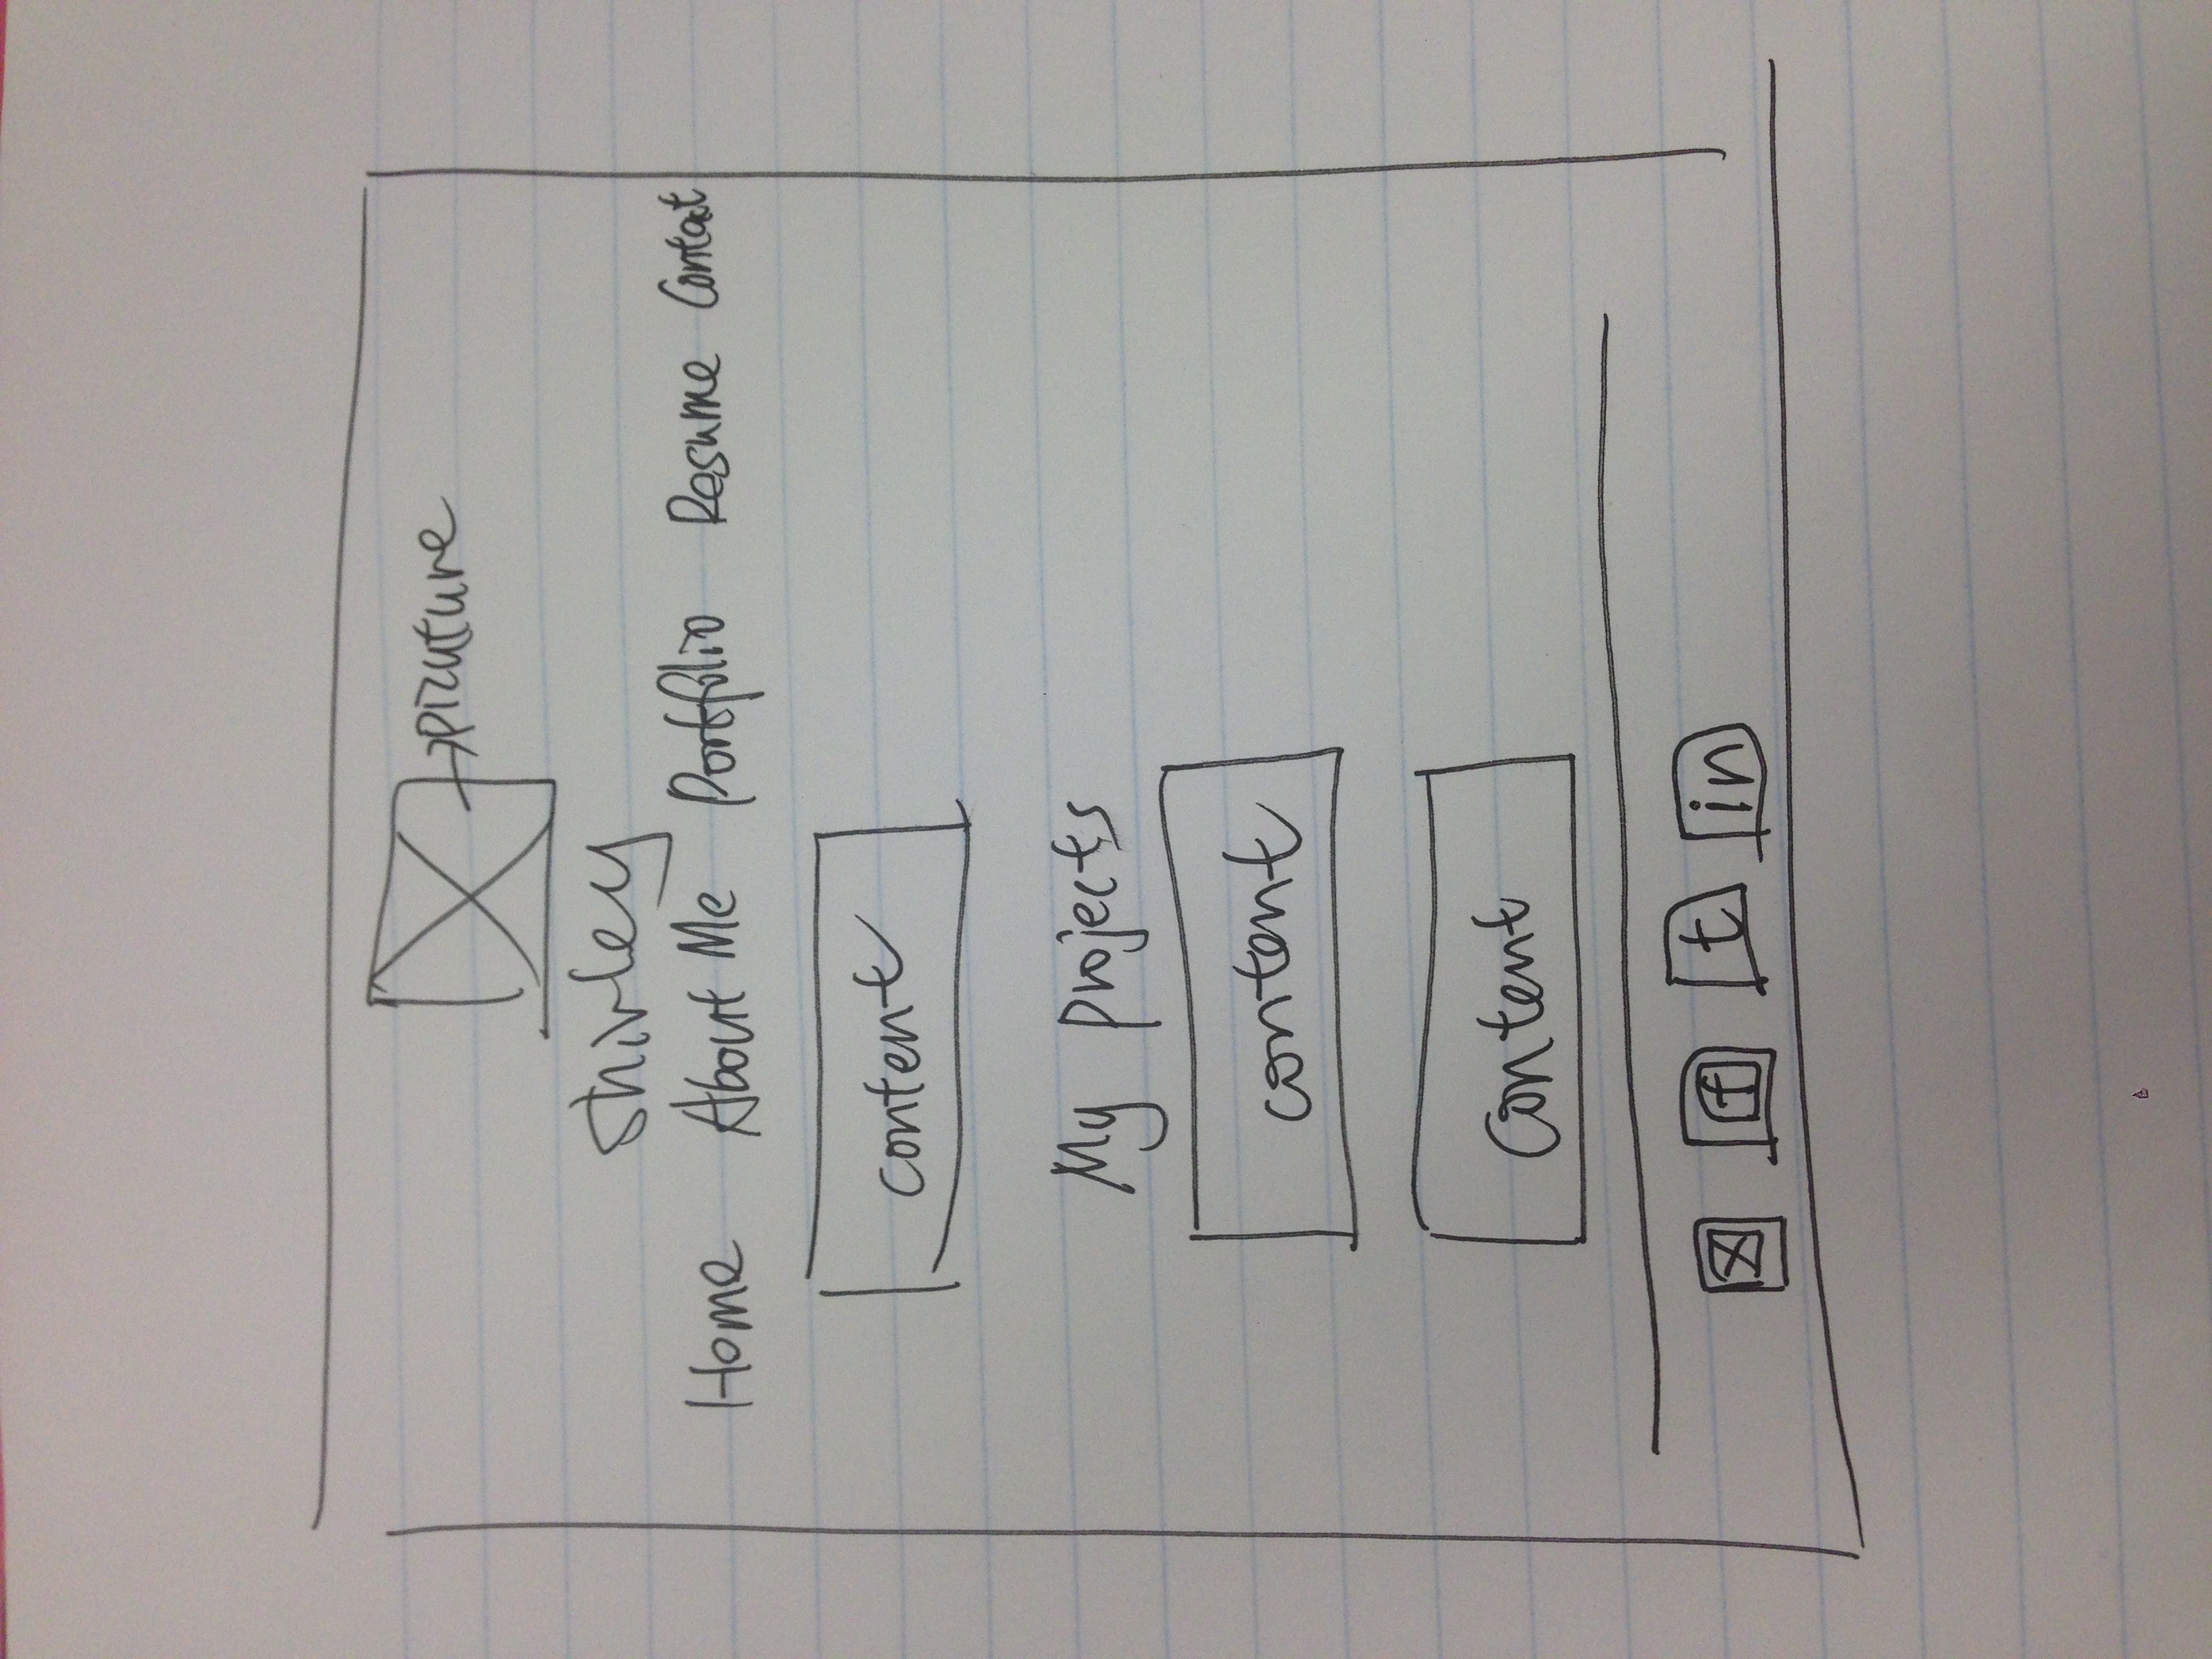 picuture
Shirley
Home About Me Portfolio Resume Contact
content
My projects
content
Content
f t in